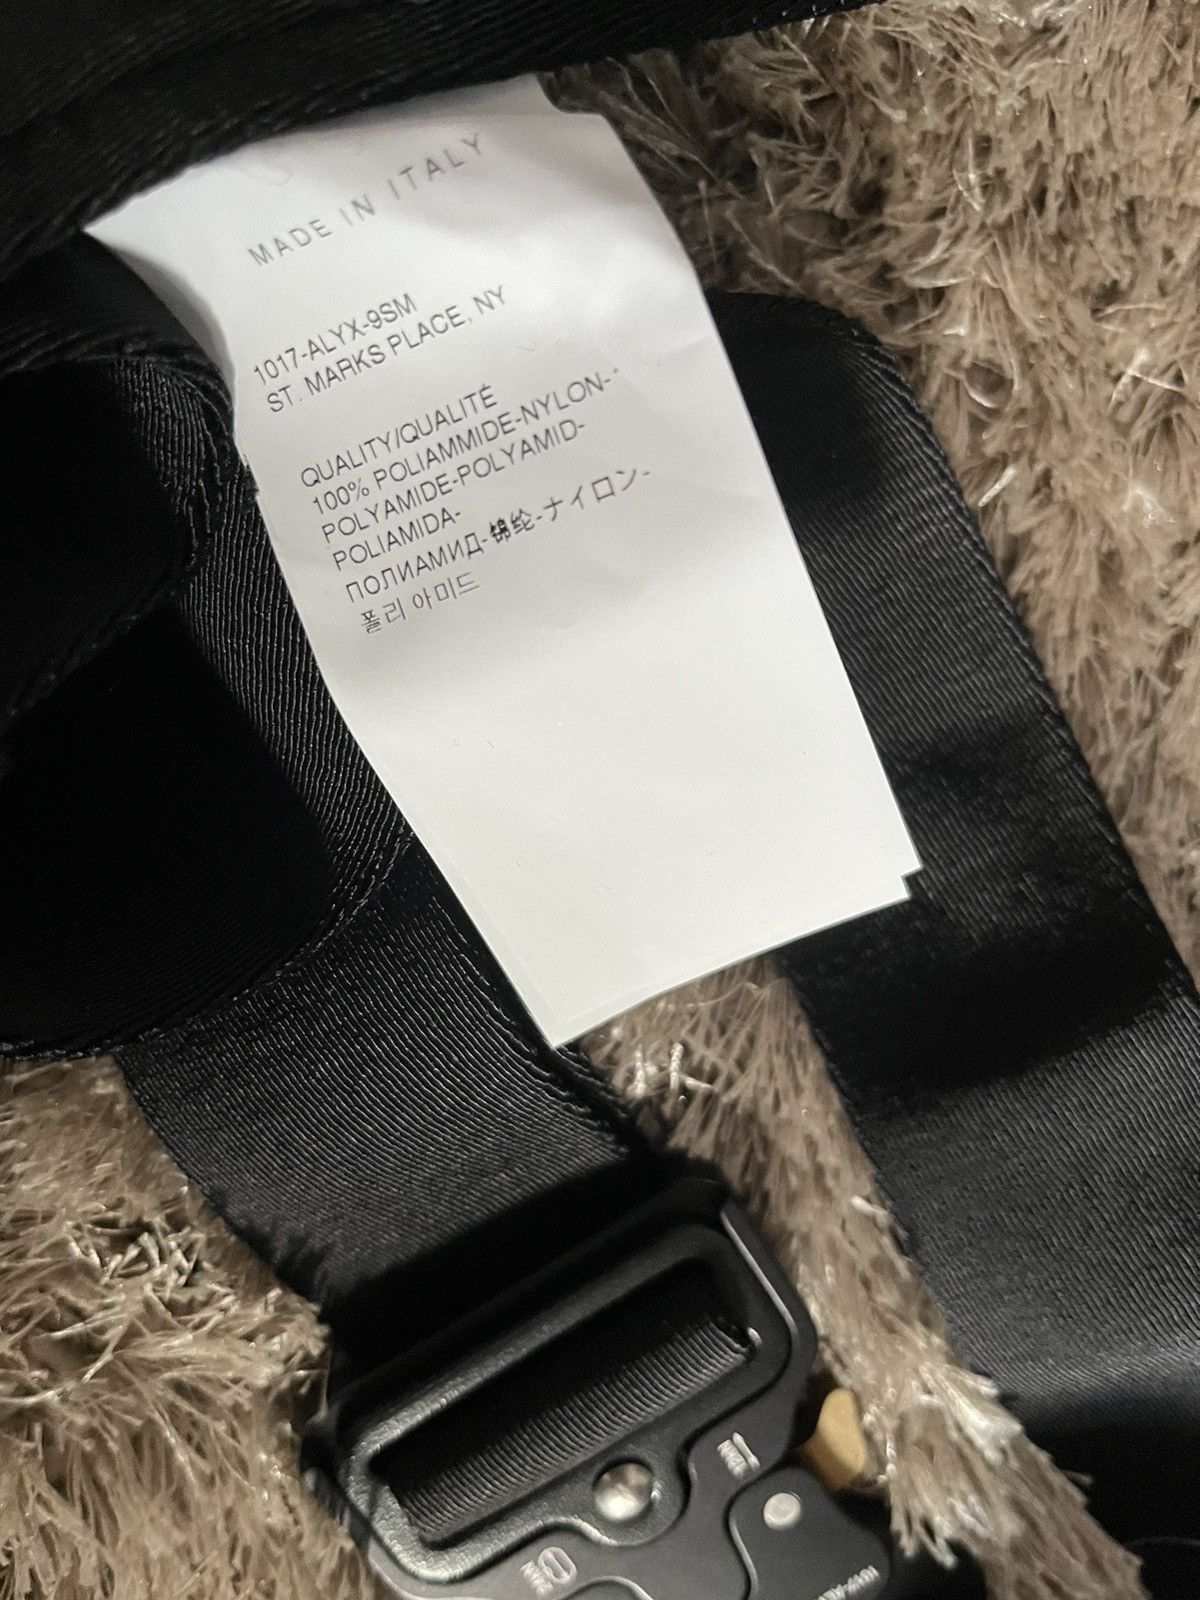 MADE IN ITALY
1017-ALYX-9SM
ST. MARKS PLACE, NY
QUALITY/QUALITÉ
100% POLIAMMIDE-NYLON-
POLYAMIDE-POLYAMID-
POLIAMIDA-
ПОЛИАМИД-锦纶-ナイロン-
폴리 아미드